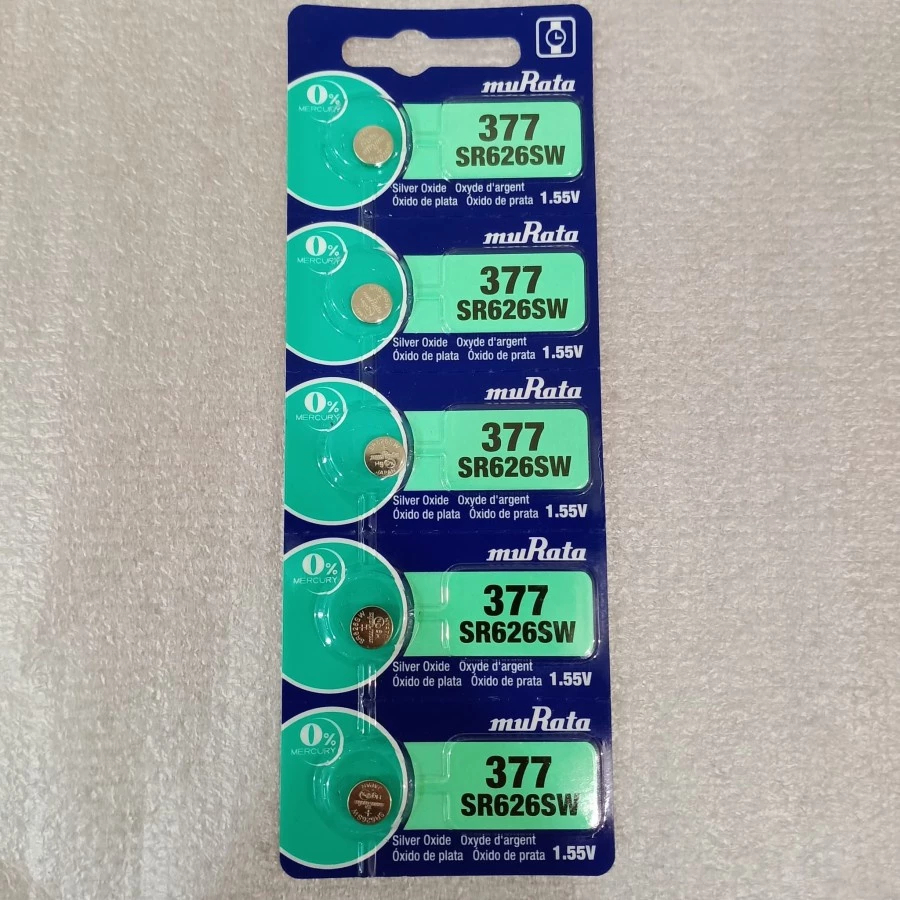 muRata
0%
MERCURY
377
SR626SW
Silver Oxide Oxyde d'argent
Óxido de plata Óxido de prata 1.55V
muRata
0%
MERCURY
377
SR626SW
Silver Oxide Oxyde d'argent
Óxido de plata Óxido de prata 1.55V
muRata
0%
MERCURY
377
SR626SW
Silver Oxide Oxyde d'argent
Óxido de plata Óxido de prata 1.55V
muRata
0%
MERCURY
377
SR626SW
SR626SW
Silver Oxide Oxyde d'argent
Óxido de plata Óxido de prata 1.55V
muRata
0%
MERCURY
377
SR626SW
Silver Oxide Oxyde d'argent
Óxido de plata Óxido de prata 1.55V